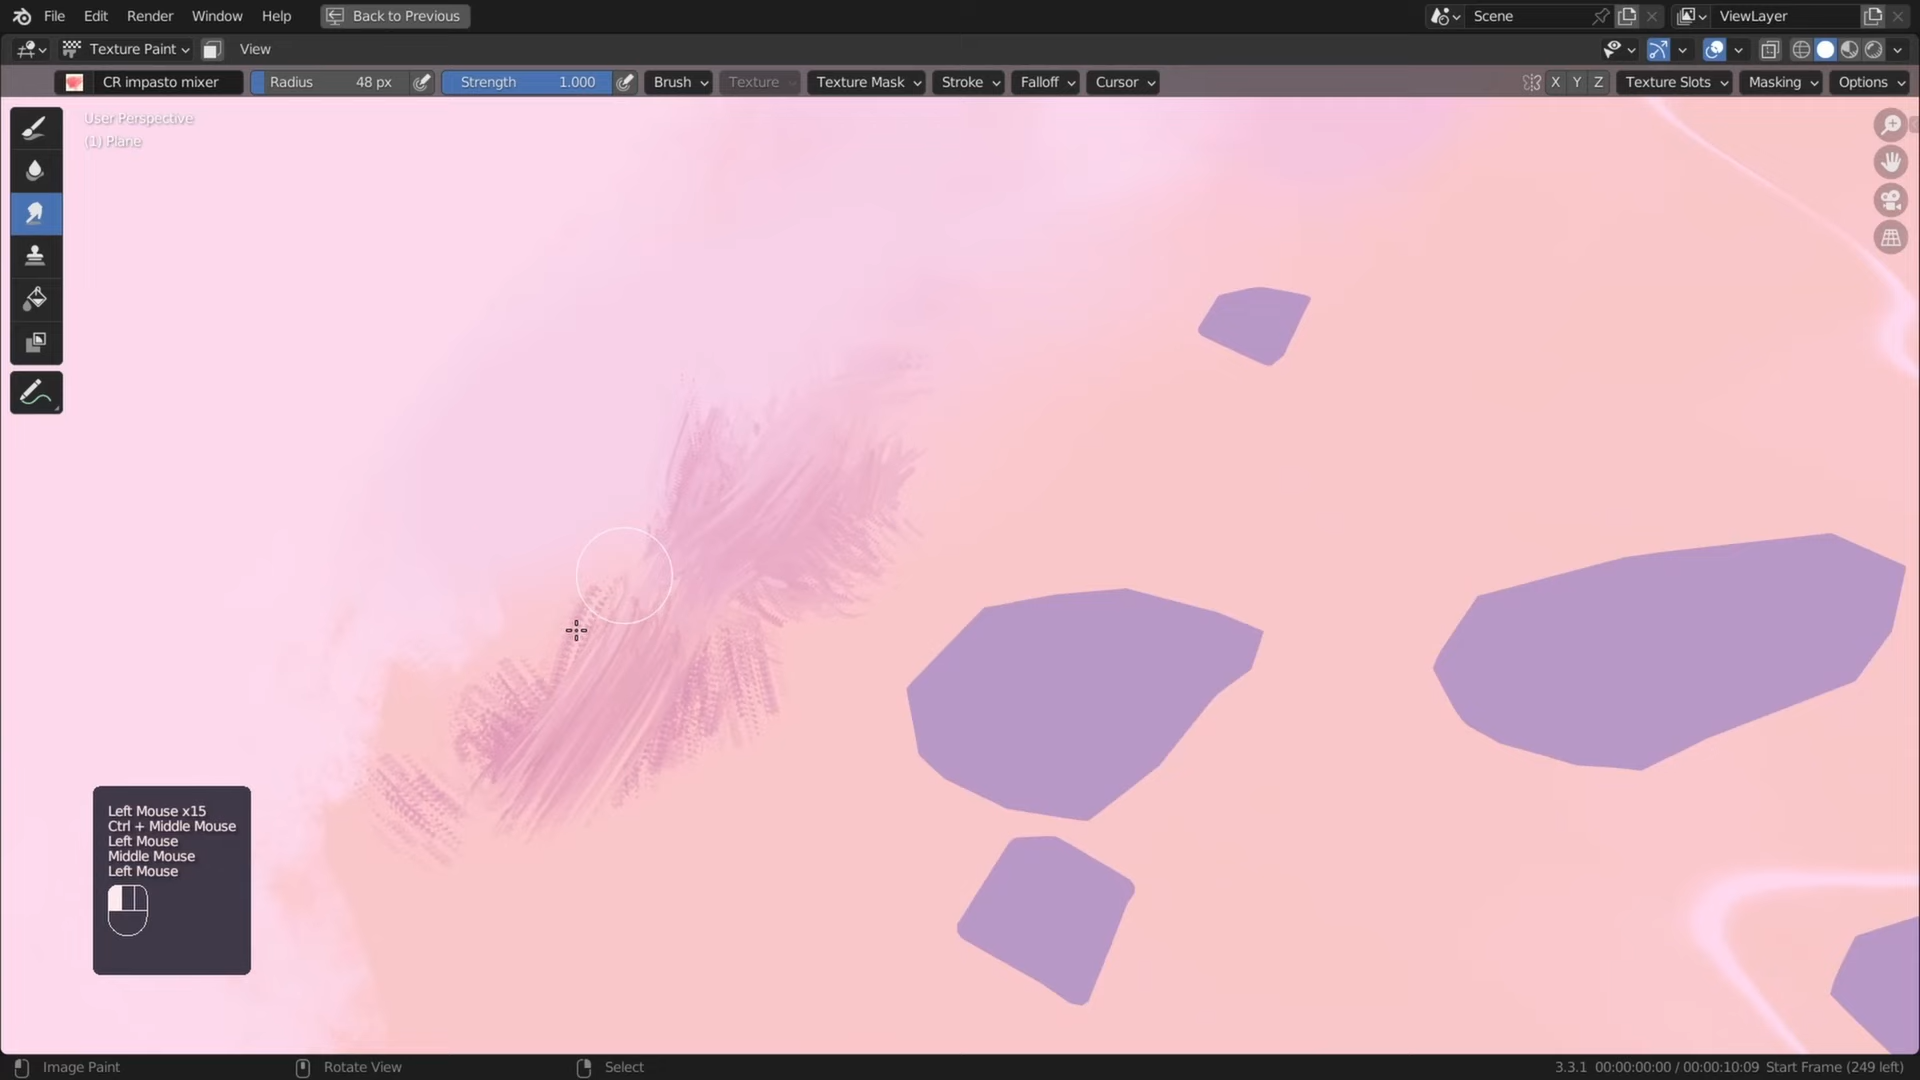 File Edit Render Window Help Back to Previous Scene ViewLayer
Texture Paint View
CR impasto mixer Radius 48 px Strength 1.000 Brush Texture Texture Mask Stroke Falloff Cursor X Y Z Texture Slots Masking Options
User Perspective
(1) Plane
Left Mouse x15
Ctrl + Middle Mouse
Left Mouse
Middle Mouse
Left Mouse
Image Paint Rotate View Select 3.3.1 00:00:00:00 / 00:00:10:09 Start Frame (249 left)